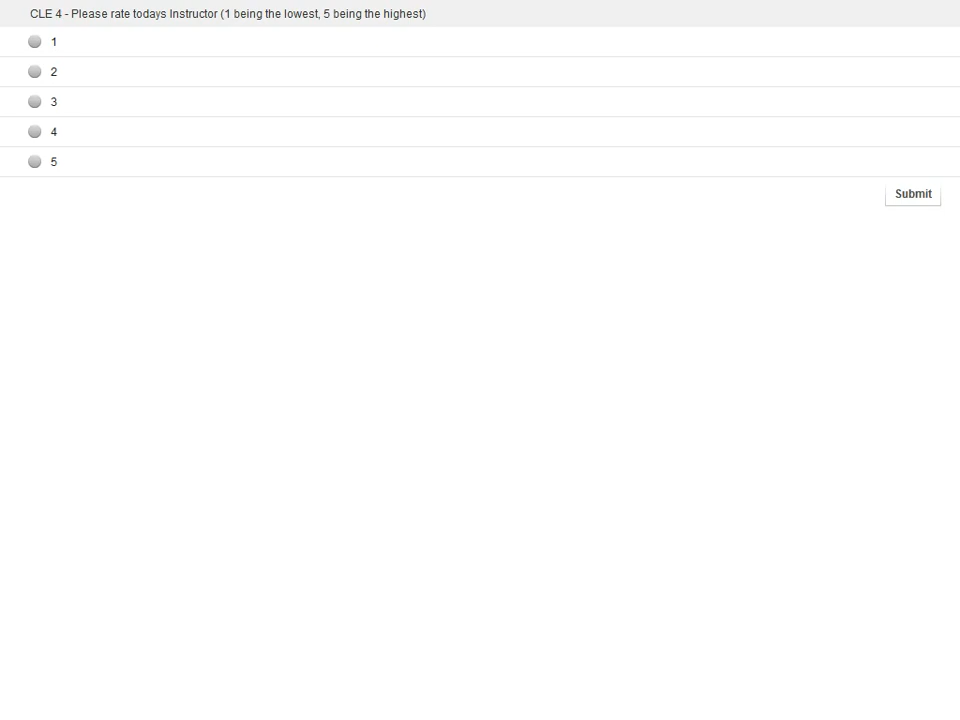 CLE 4 - Please rate todays Instructor (1 being the lowest, 5 being the highest)
1
2
3
4
5
Submit